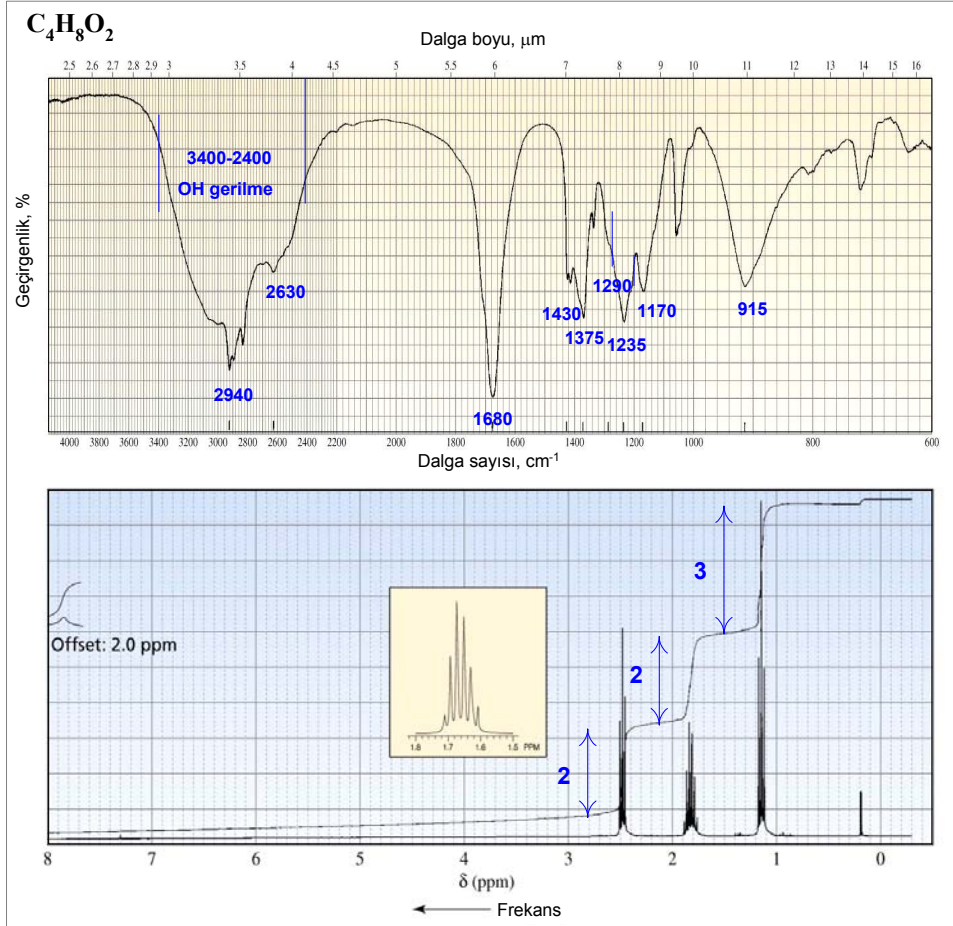 C₄H₈O₂
Dalga boyu, μm
2.5 2.6 2.7 2.8 2.9 3 3.5 4 4.5 5 5.5 6 7 8 9 10 11 12 13 14 15 16
Geçirgenlik, %
3400-2400
OH gerilme
2940
2630
1680
1430
1375
1290
1235
1170
915
4000 3800 3600 3400 3200 3000 2800 2600 2400 2200 2000 1800 1600 1400 1200 1000 800 600
Dalga sayısı, cm⁻¹
Offset: 2.0 ppm
1.8 1.7 1.6 1.5 PPM
2
2
3
8 7 6 5 4 3 2 1 0
δ (ppm)
Frekans